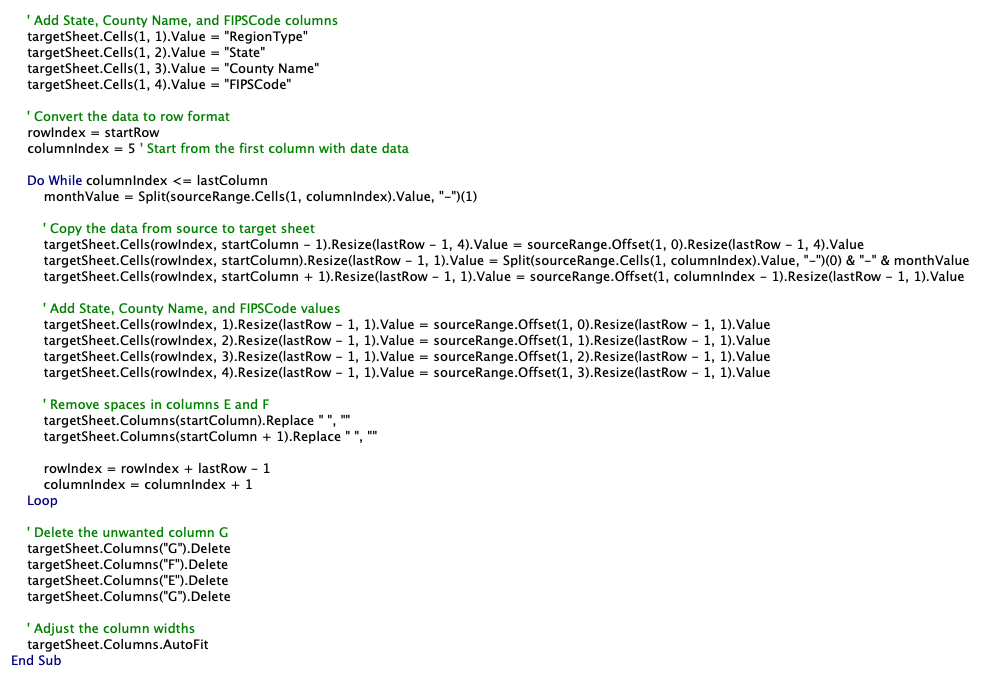 ' Add State, County Name, and FIPSCode columns
targetSheet.Cells(1, 1).Value = "RegionType"
targetSheet.Cells(1, 2).Value = "State"
targetSheet.Cells(1, 3).Value = "County Name"
targetSheet.Cells(1, 4).Value = "FIPSCode"

' Convert the data to row format
rowIndex = startRow
columnIndex = 5 ' Start from the first column with date data

Do While columnIndex <= lastColumn
monthValue = Split(sourceRange.Cells(1, columnIndex).Value, "-")(1)

' Copy the data from source to target sheet
targetSheet.Cells(rowIndex, startColumn - 1).Resize(lastRow - 1, 4).Value = sourceRange.Offset(1, 0).Resize(lastRow - 1, 4).Value
targetSheet.Cells(rowIndex, startColumn).Resize(lastRow - 1, 1).Value = Split(sourceRange.Cells(1, columnIndex).Value, "-")(0) & "-" & monthValue
targetSheet.Cells(rowIndex, startColumn + 1).Resize(lastRow - 1, 1).Value = sourceRange.Offset(1, columnIndex - 1).Resize(lastRow - 1, 1).Value

' Add State, County Name, and FIPSCode values
targetSheet.Cells(rowIndex, 1).Resize(lastRow - 1, 1).Value = sourceRange.Offset(1, 0).Resize(lastRow - 1, 1).Value
targetSheet.Cells(rowIndex, 2).Resize(lastRow - 1, 1).Value = sourceRange.Offset(1, 1).Resize(lastRow - 1, 1).Value
targetSheet.Cells(rowIndex, 3).Resize(lastRow - 1, 1).Value = sourceRange.Offset(1, 2).Resize(lastRow - 1, 1).Value
targetSheet.Cells(rowIndex, 4).Resize(lastRow - 1, 1).Value = sourceRange.Offset(1, 3).Resize(lastRow - 1, 1).Value

' Remove spaces in columns E and F
targetSheet.Columns(startColumn).Replace " ", ""
targetSheet.Columns(startColumn + 1).Replace " ", ""

rowIndex = rowIndex + lastRow - 1
columnIndex = columnIndex + 1
Loop

' Delete the unwanted column G
targetSheet.Columns("G").Delete
targetSheet.Columns("F").Delete
targetSheet.Columns("E").Delete
targetSheet.Columns("G").Delete

' Adjust the column widths
targetSheet.Columns.AutoFit
End Sub